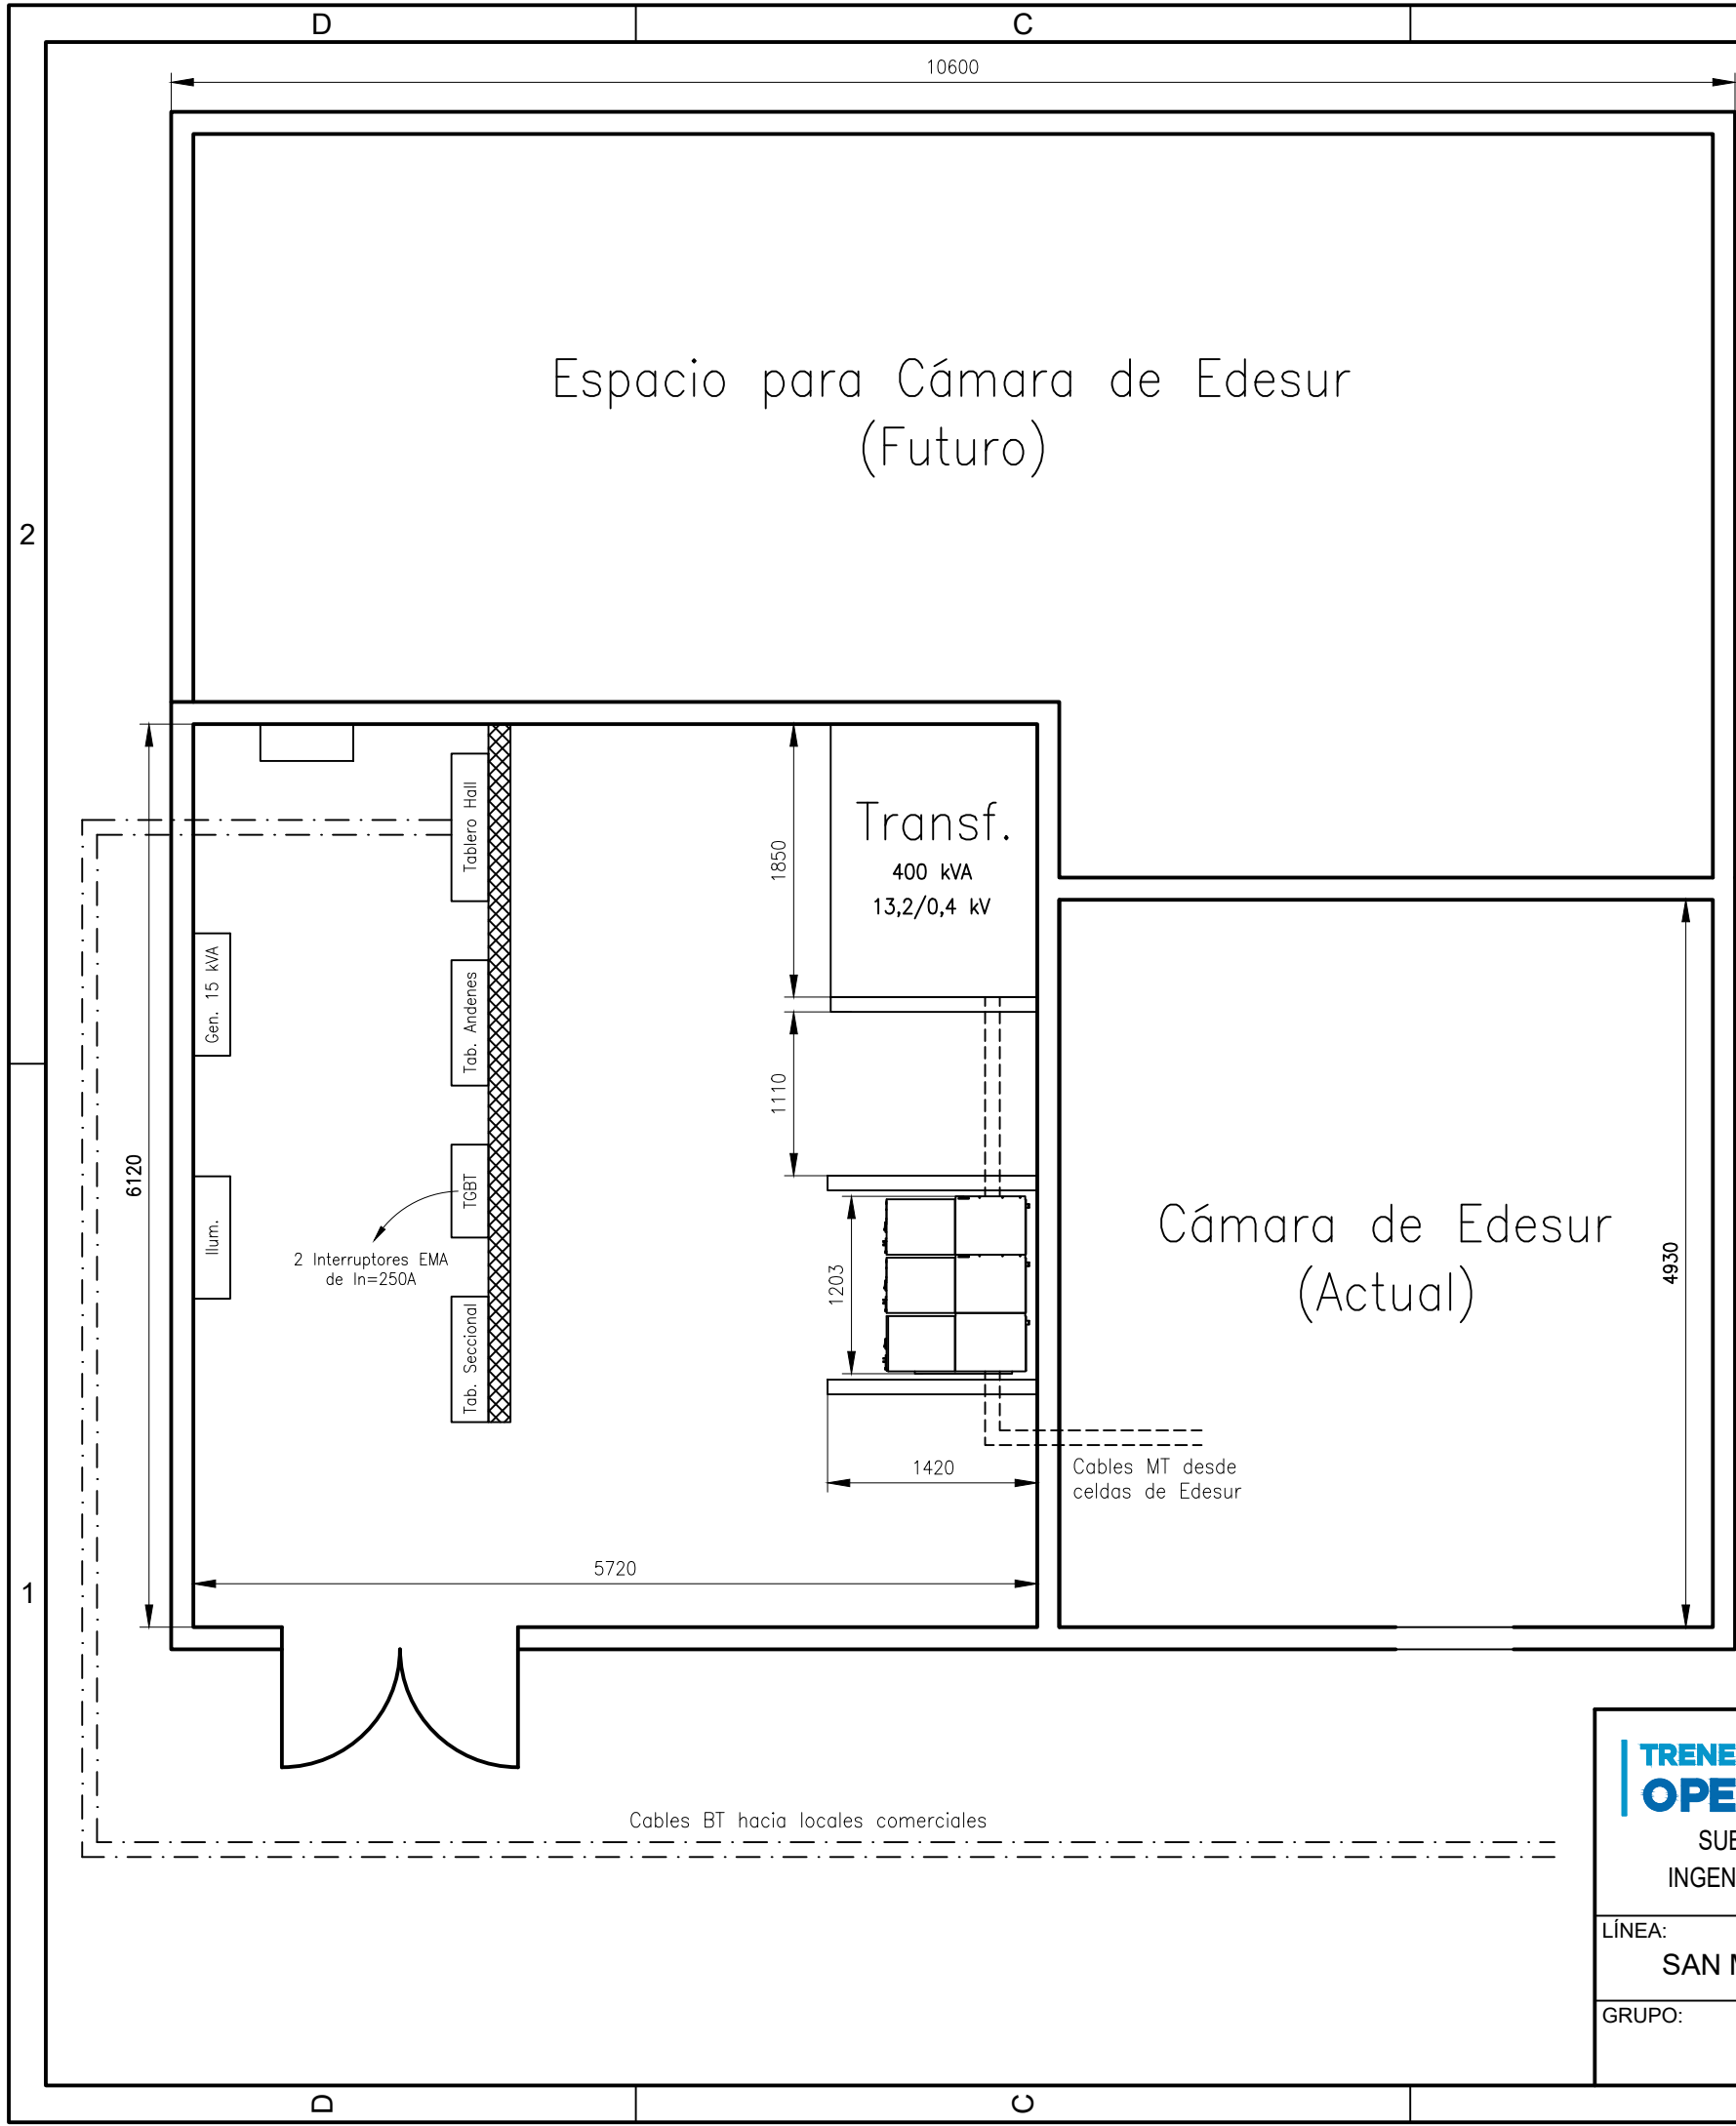 D
C
10600
Espacio para Cámara de Edesur
(Futuro)
2
Tablero Hall
1850
Transf.
400 kVA
13,2/0,4 kV
Gen. 15 kVA
Tab. Andenes
1110
6120
TGBT
Ilum.
2 Interruptores EMA
de In=250A
1203
Cámara de Edesur
(Actual)
4930
Tab. Seccional
1420
Cables MT desde
celdas de Edesur
5720
1
TRENE
OPE
SUB
INGEN
Cables BT hacia locales comerciales
LÍNEA:
SAN M
GRUPO:
D
C